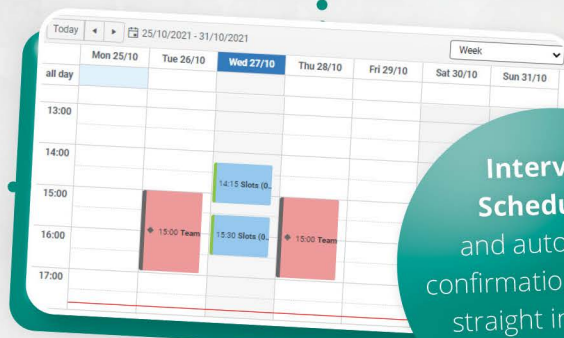 Today 25/10/2021 - 31/10/2021 Week
Mon 25/10 Tue 26/10 Wed 27/10 Thu 28/10 Fri 29/10 Sat 30/10 Sun 31/10
all day
13:00
14:00
14:15 Slots (0..
15:00
15:00 Team
15:30 Slots (0..
15:00 Team
16:00
17:00
Interv
Schedu
and auto
confirmatio
straight in